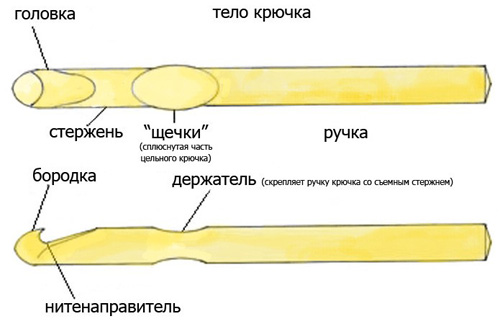 головка
тело крючка
стержень
“щечки”
(сплюснутая часть
цельного крючка)
ручка
бородка
держатель (скрепляет ручку крючка со съемным стержнем)
нитенаправитель